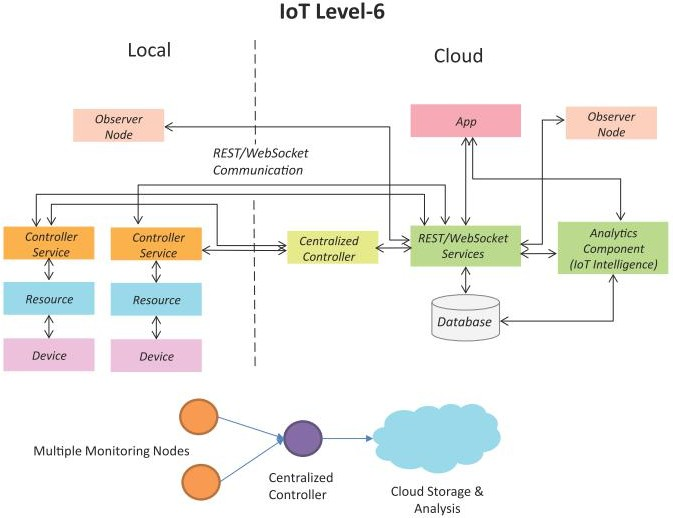 IoT Level-6
Local
Cloud
Observer
Node
App
Observer
Node
REST/WebSocket
Communication
Controller
Service
Controller
Service
Centralized
Controller
REST/WebSocket
Services
Analytics
Component
(IoT Intelligence)
Resource
Resource
Database
Device
Device
Multiple Monitoring Nodes
Centralized
Controller
Cloud Storage &
Analysis